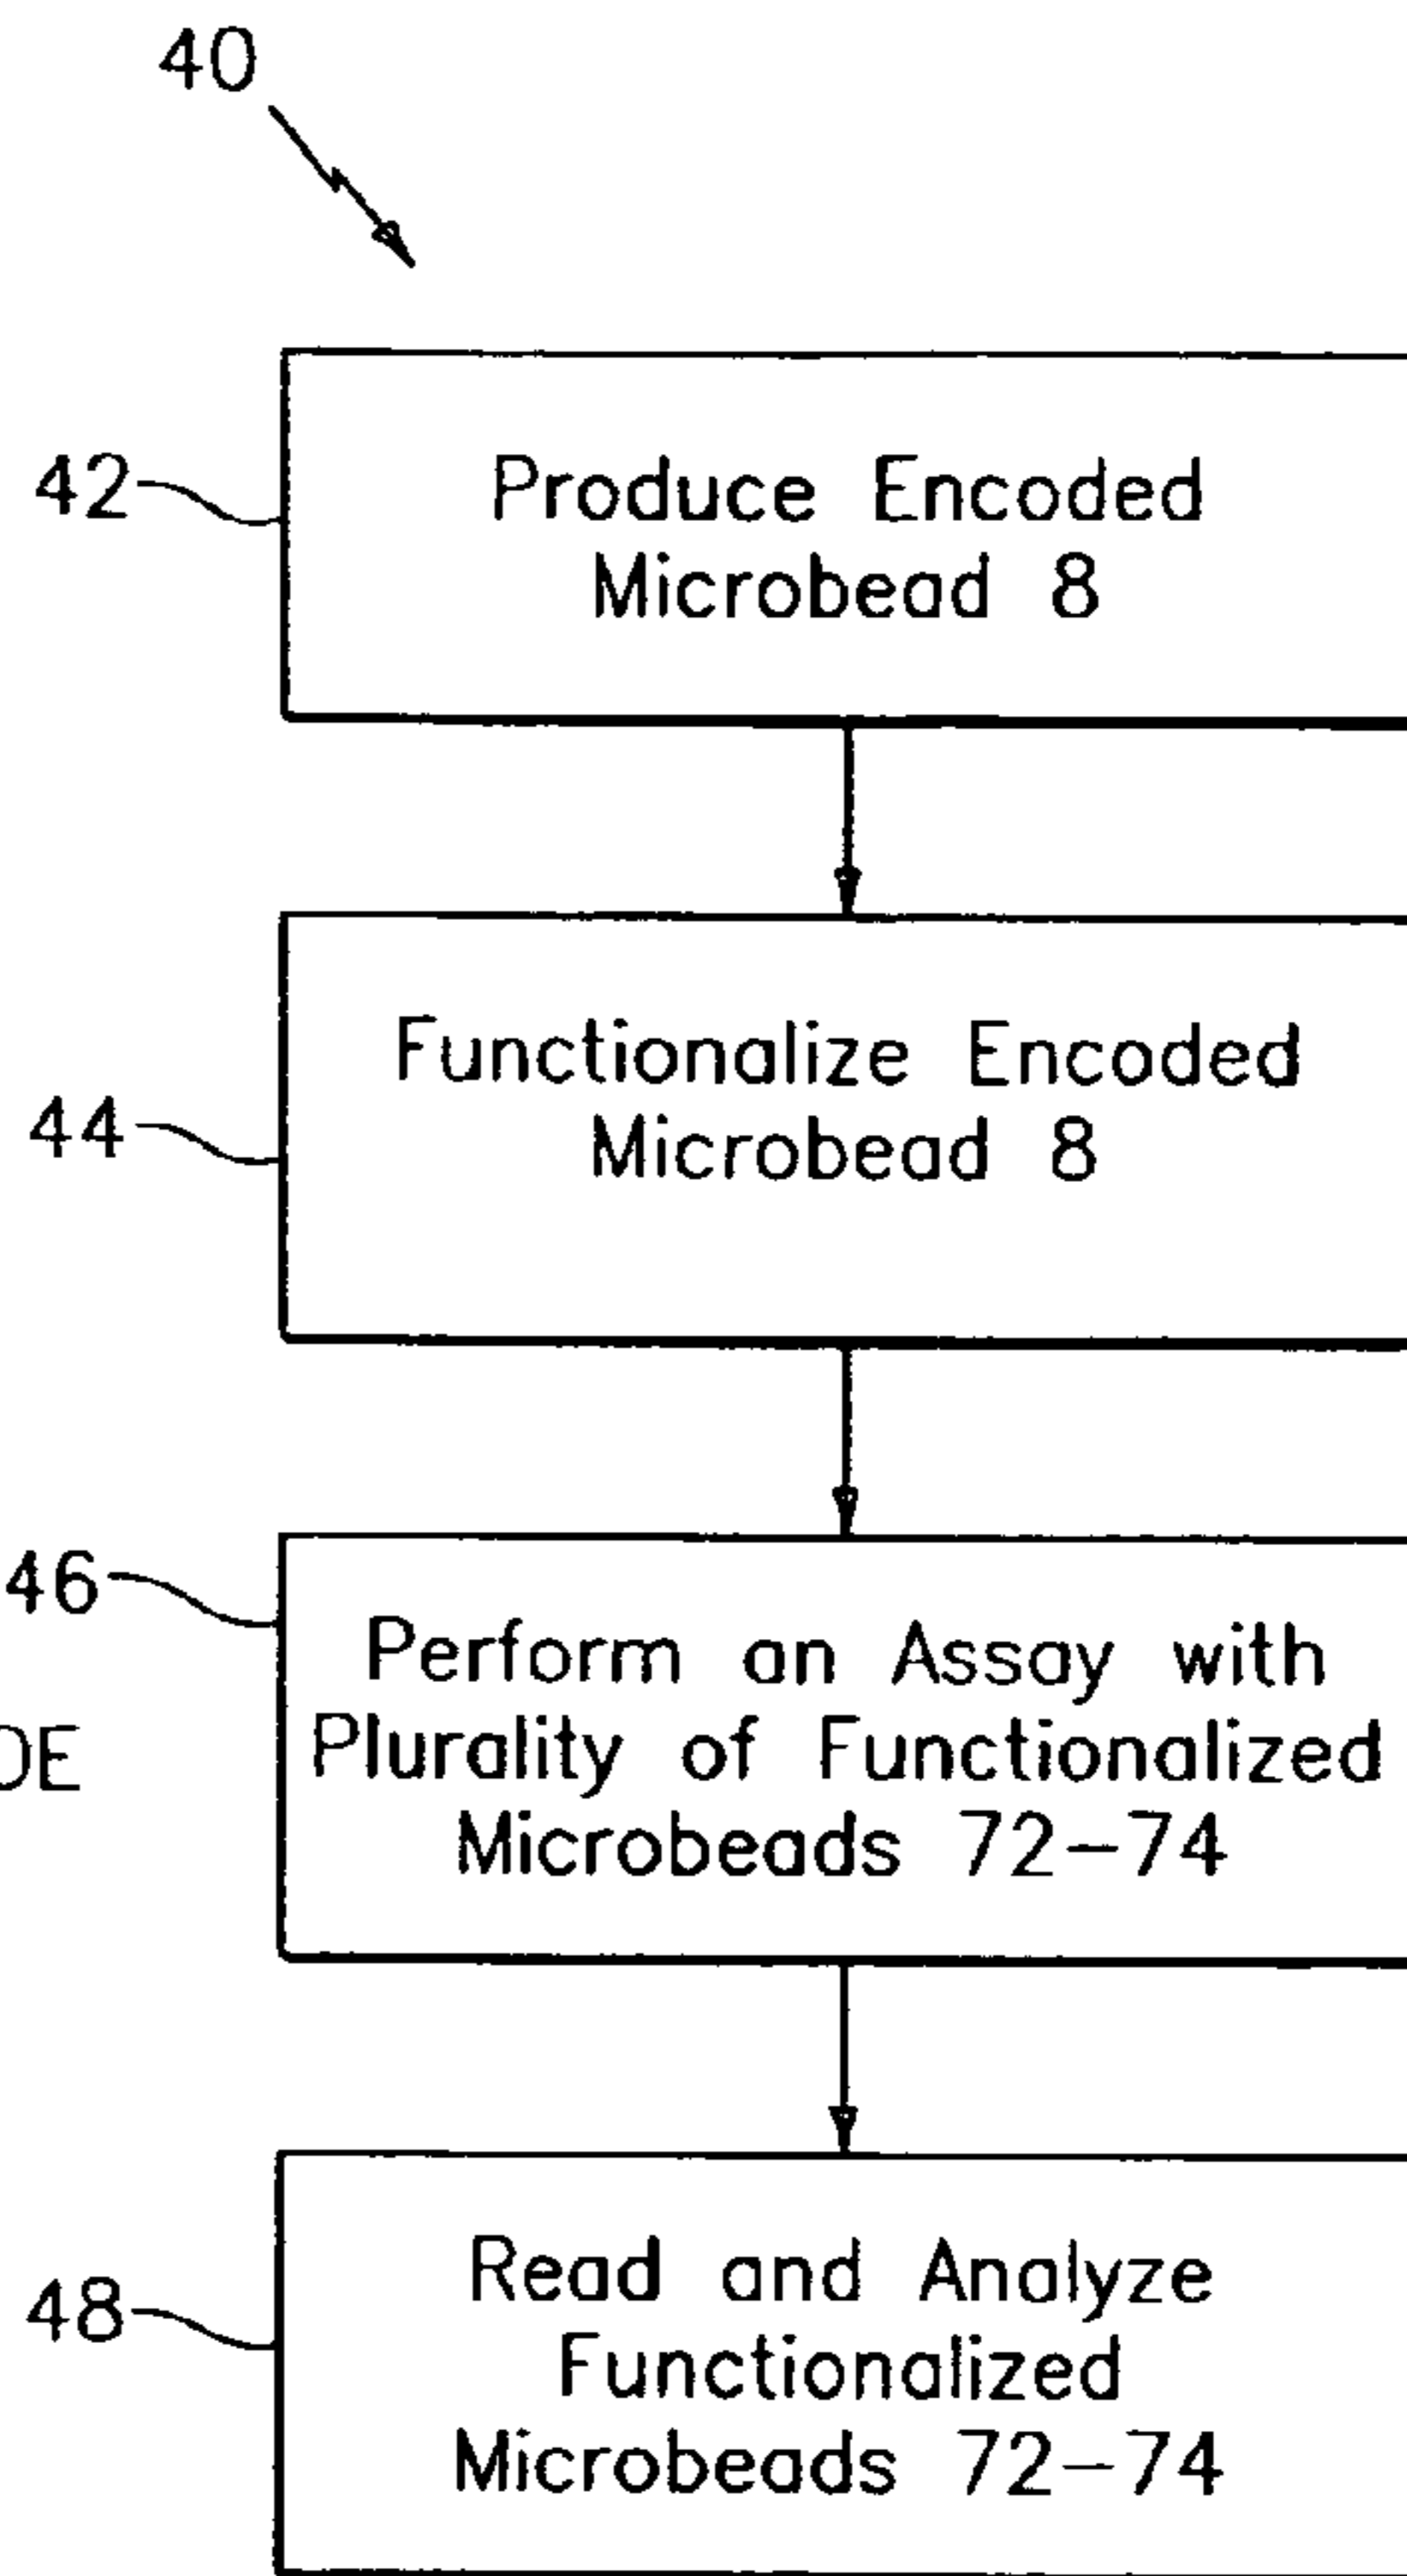 40
42
Produce Encoded
Microbead 8
44
Functionalize Encoded
Microbead 8
46
Perform an Assay with
DE
Plurality of Functionalized
Microbeads 72-74
48
Read and Analyze
Functionalized
Microbeads 72-74